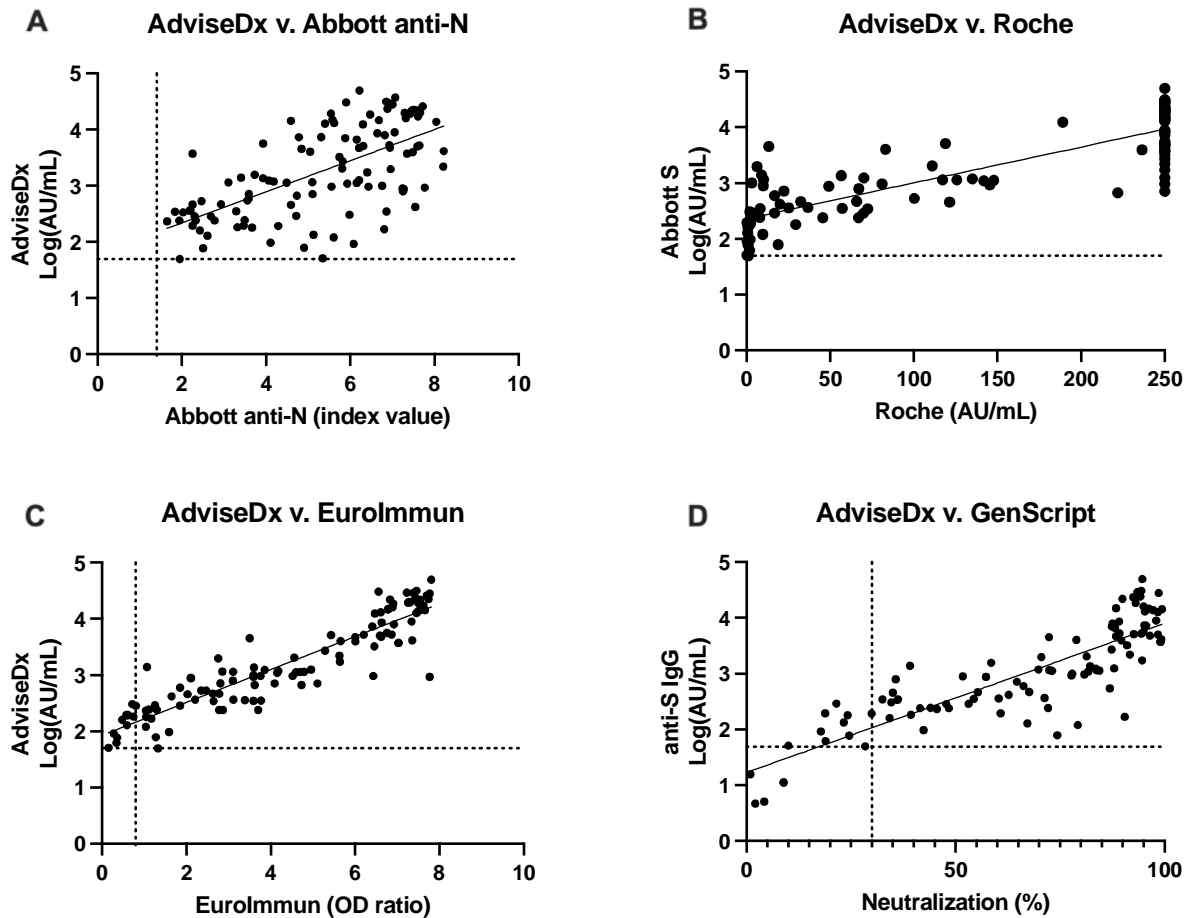 A
AdviseDx v. Abbott anti-N
AdviseDx
Log(AU/mL)
5
4
3
2
1
0
0 2 4 6 8 10
Abbott anti-N (index value)
B
AdviseDx v. Roche
Abbott S
Log(AU/mL)
5
4
3
2
1
0
0 50 100 150 200 250
Roche (AU/mL)
C
AdviseDx v. EuroImmun
AdviseDx
Log(AU/mL)
5
4
3
2
1
0
0 2 4 6 8 10
EuroImmun (OD ratio)
D
AdviseDx v. GenScript
anti-S IgG
Log(AU/mL)
5
4
3
2
1
0
0 50 100
Neutralization (%)